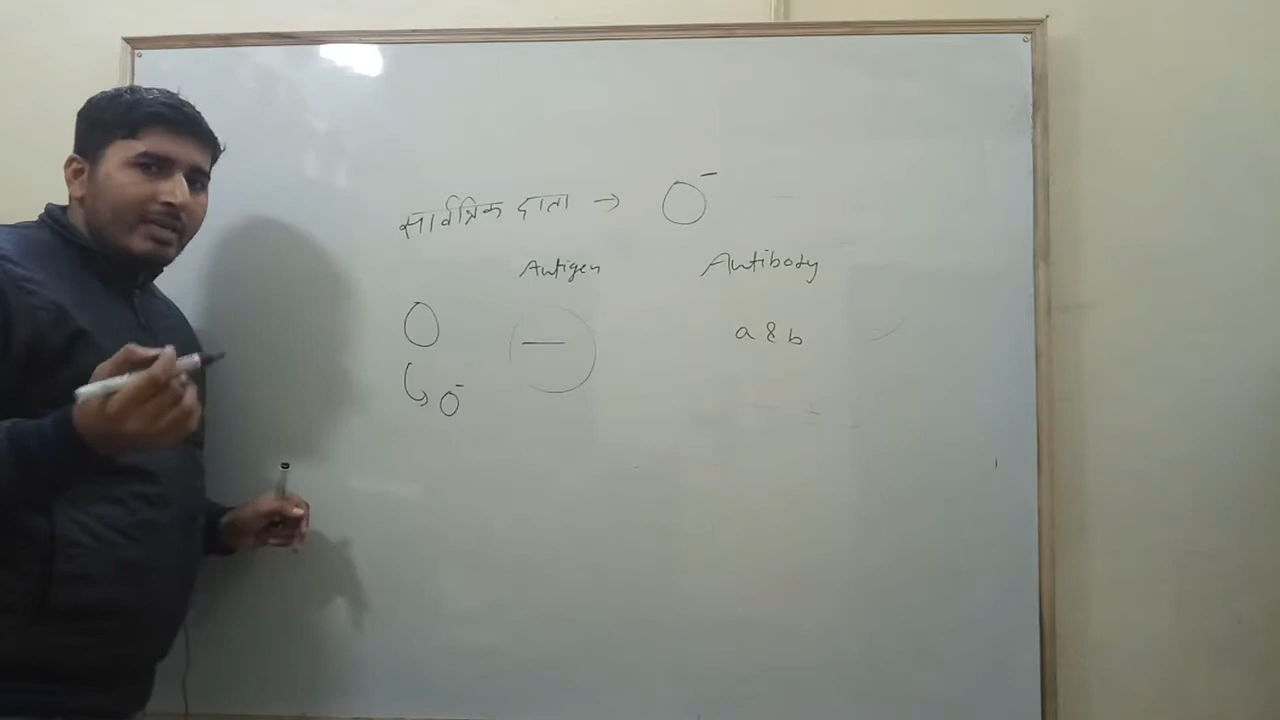 सार्वत्रिक दाता → O⁻
Antigen Antibody
O — a & b
↳ O⁻